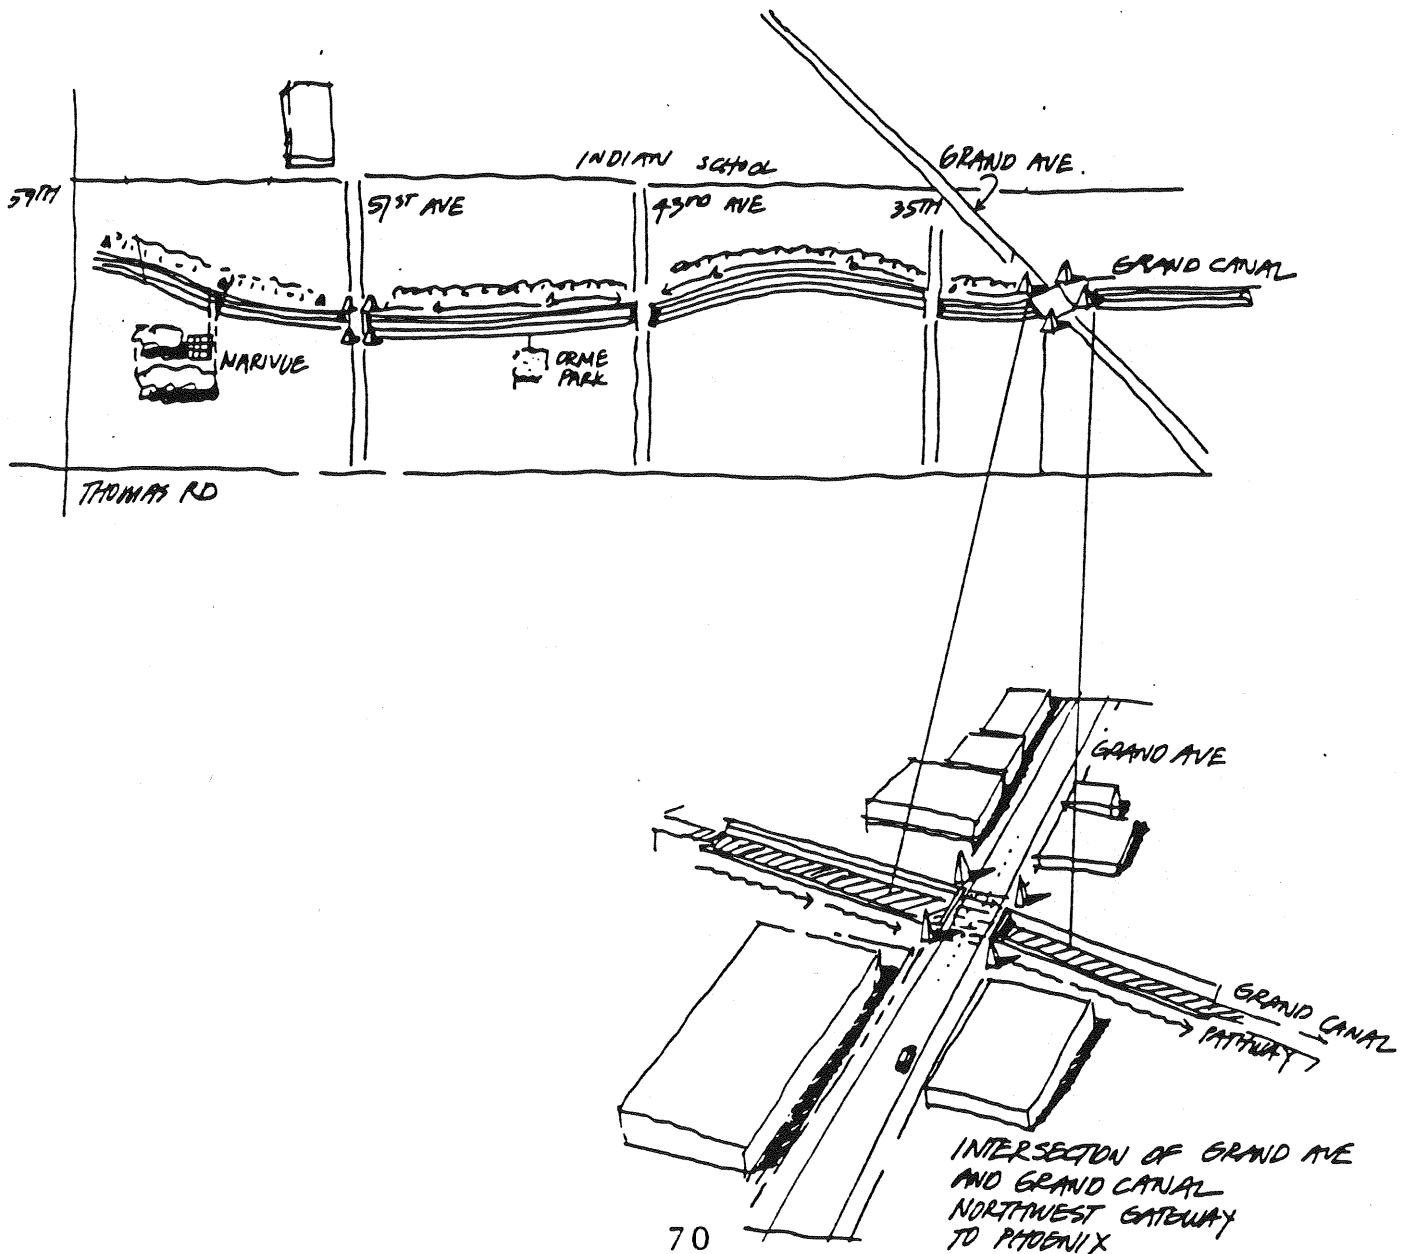 INDIAN SCHOOL
GRAND AVE.
59TH
51ST AVE
43RD AVE
35TH
GRAND CANAL
MARIVUE
ORME
PARK
THOMAS RD
GRAND AVE
GRAND CANAL
PATHWAY
INTERSECTION OF GRAND AVE
AND GRAND CANAL
NORTHWEST GATEWAY
TO PHOENIX
70